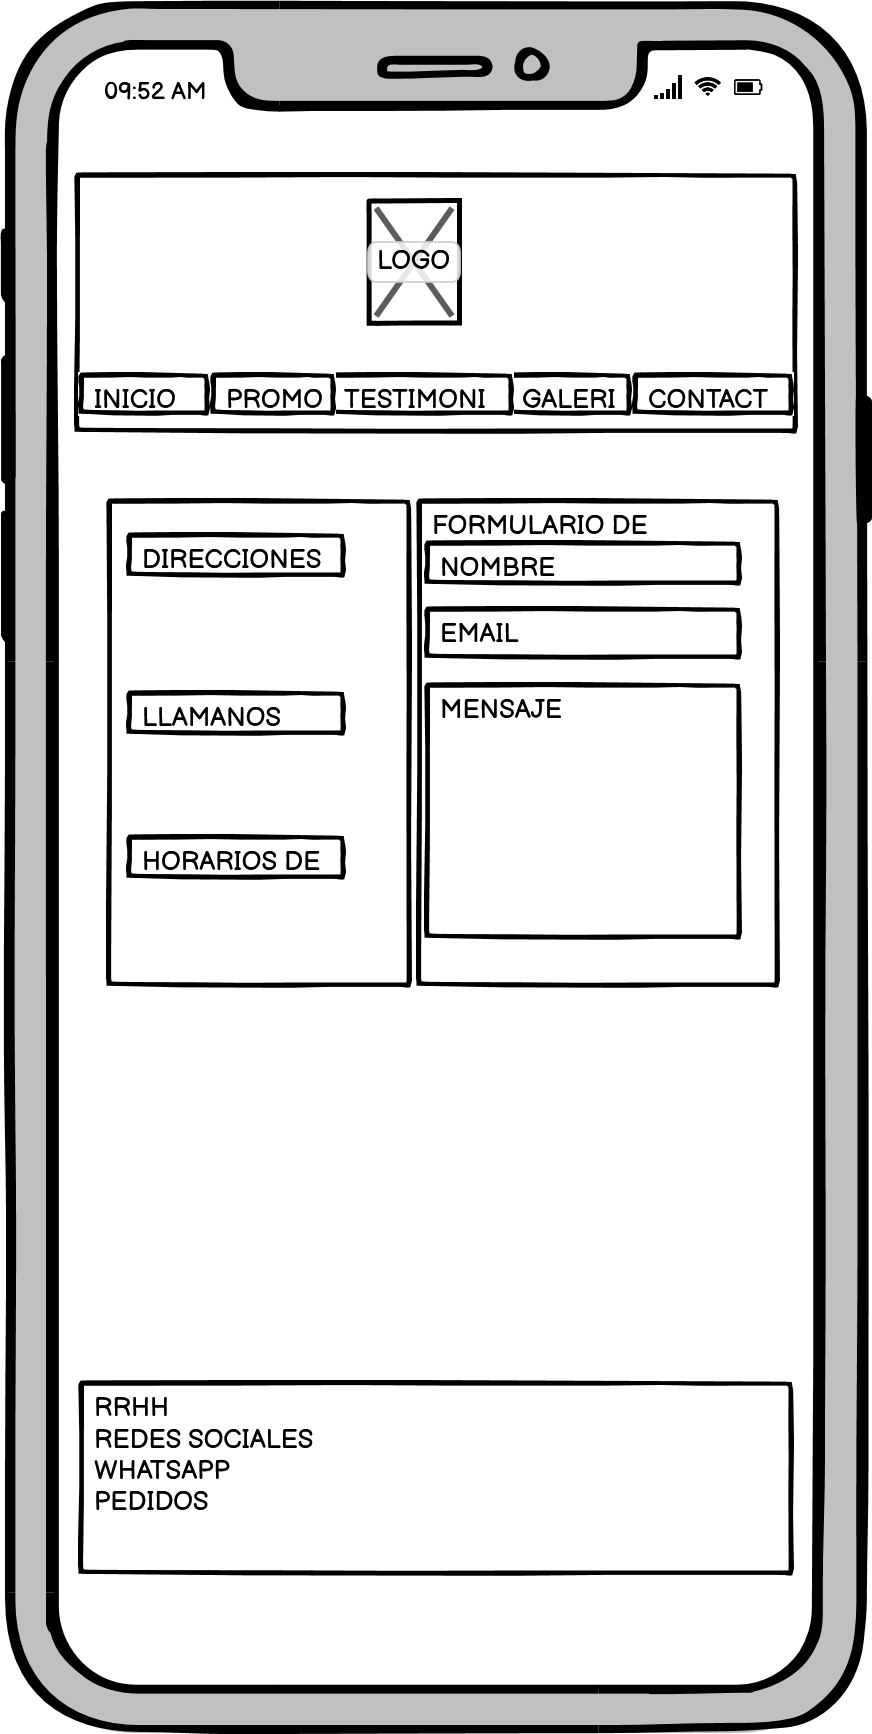 09:52 AM
LOGO
INICIO PROMO TESTIMONI GALERI CONTACT
DIRECCIONES
LLAMANOS
HORARIOS DE
FORMULARIO DE
NOMBRE
EMAIL
MENSAJE
RRHH
REDES SOCIALES
WHATSAPP
PEDIDOS